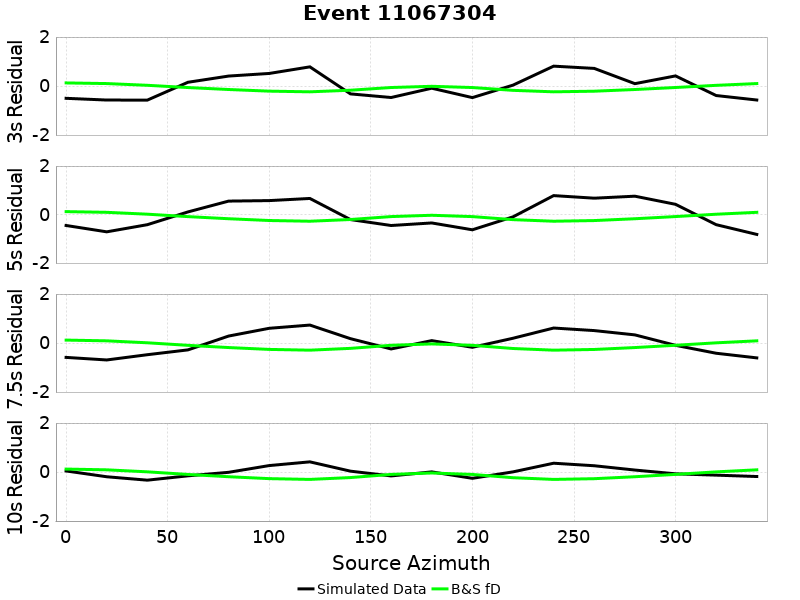 Event 11067304
3s Residual
2
0
-2
5s Residual
2
0
-2
7.5s Residual
2
0
-2
10s Residual
2
0
-2
0 50 100 150 200 250 300
Source Azimuth
Simulated Data B&S fD